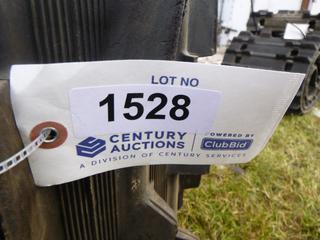 LOT NO
1528
CENTURY AUCTIONS
POWERED BY
ClubBid
A DIVISION OF CENTURY SERVICES